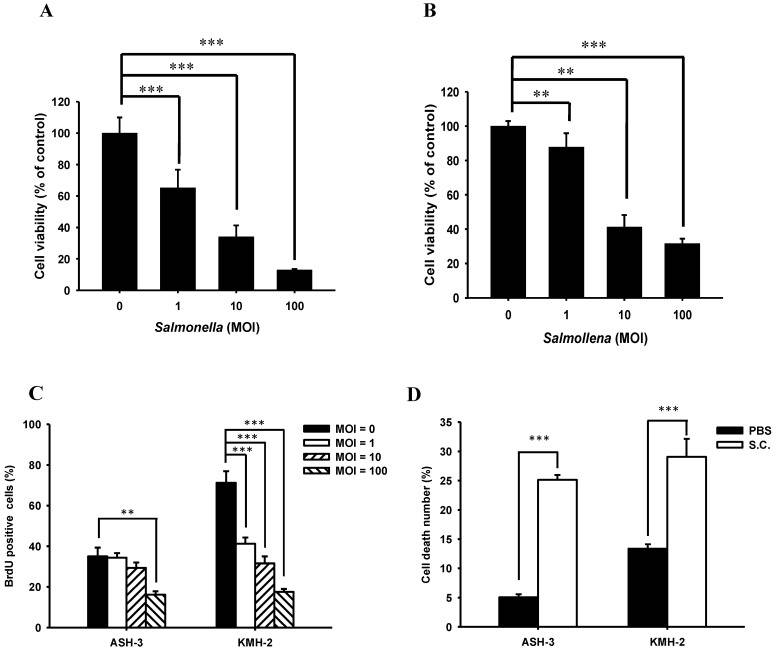 A
***
***
***
120
100
80
60
40
20
0
Cell viability (% of control)
0 1 10 100
Salmonella (MOI)
B
***
**
**
120
100
80
60
40
20
0
Cell viability (% of control)
0 1 10 100
Salmollena (MOI)
C
100
80
60
40
20
0
BrdU positive cells (%)
**
***
***
***
MOI = 0
MOI = 1
MOI = 10
MOI = 100
ASH-3 KMH-2
D
35
30
25
20
15
10
5
0
Cell death number (%)
***
***
PBS
S.C.
ASH-3 KMH-2